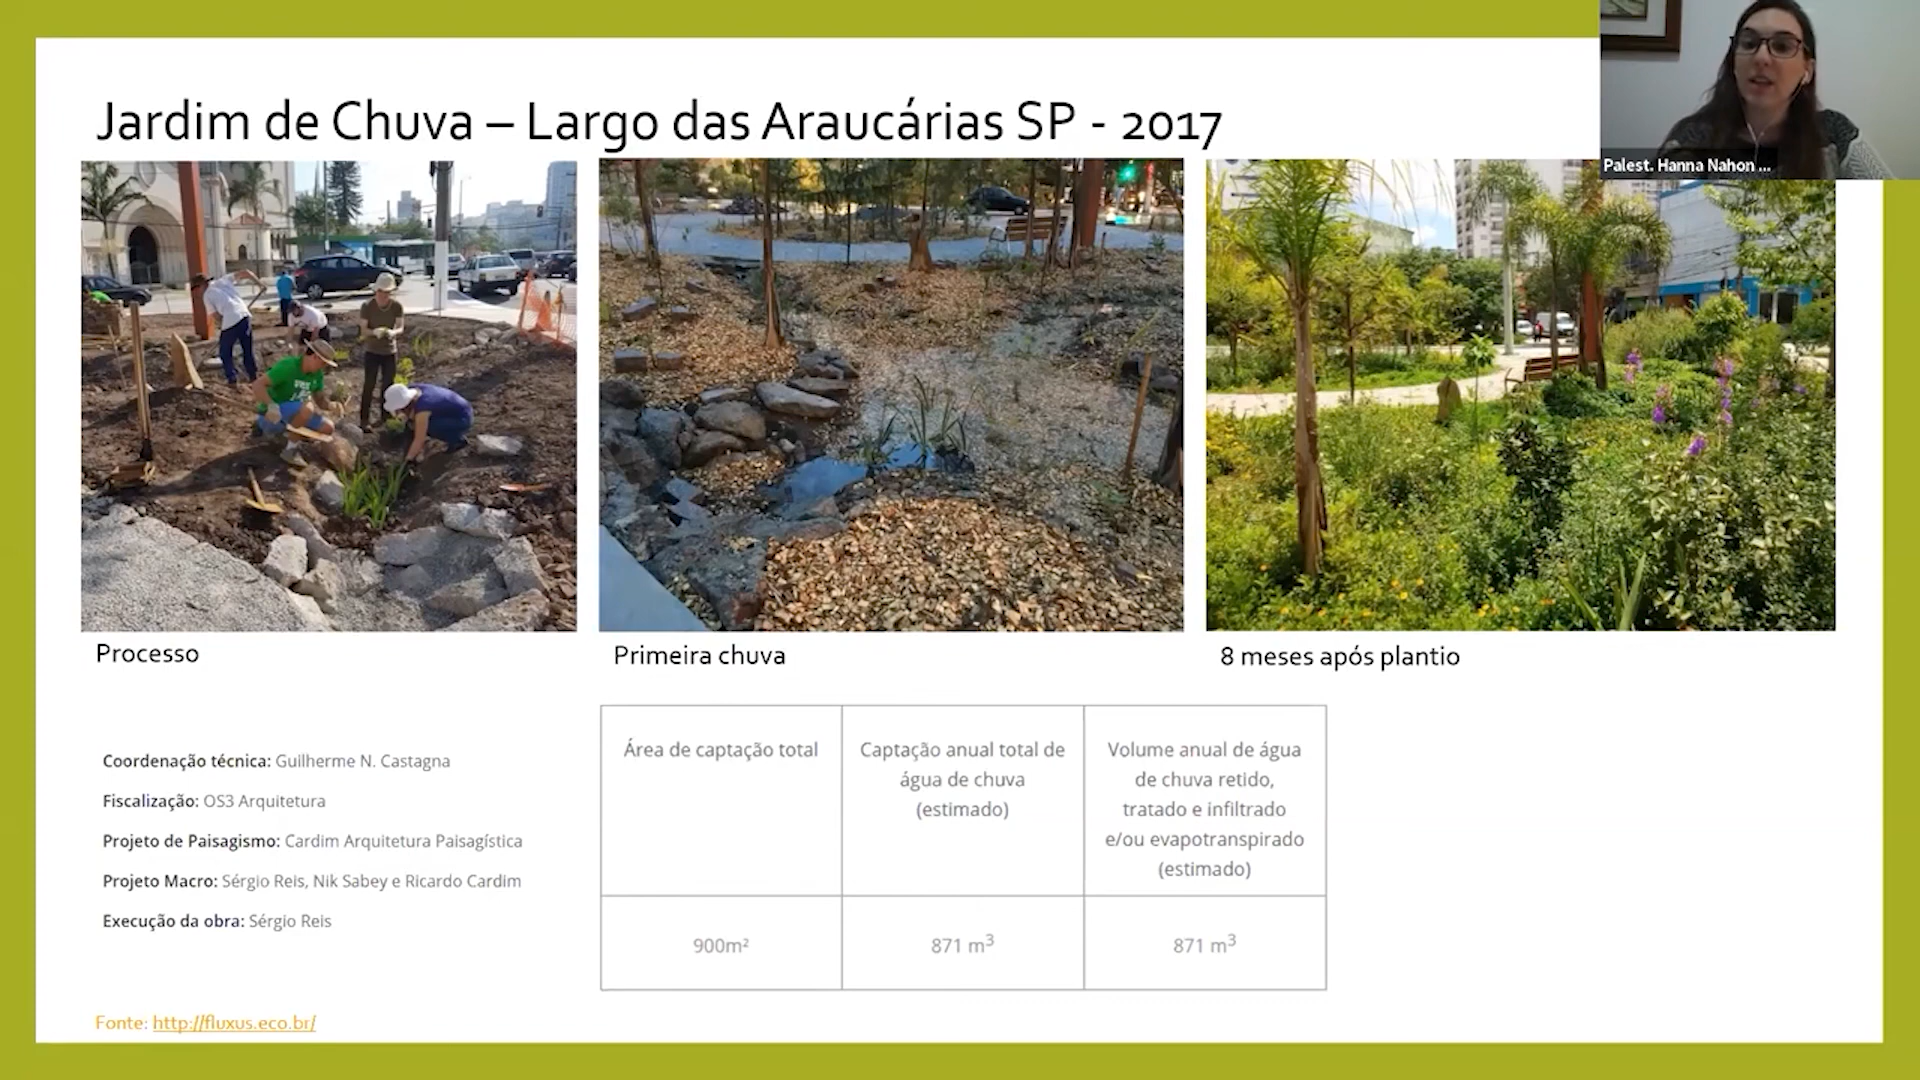 Jardim de Chuva – Largo das Araucárias SP - 2017
Palest. Hanna Nahon ...
Processo
Primeira chuva
8 meses após plantio
Coordenação técnica: Guilherme N. Castagna
Fiscalização: OS3 Arquitetura
Projeto de Paisagismo: Cardim Arquitetura Paisagística
Projeto Macro: Sérgio Reis, Nik Sabey e Ricardo Cardim
Execução da obra: Sérgio Reis
Área de captação total
Captação anual total de
água de chuva
(estimado)
Volume anual de água
de chuva retido,
tratado e infiltrado
e/ou evapotranspirado
(estimado)
900m²
871 m³
871 m³
Fonte: http://fluxus.eco.br/